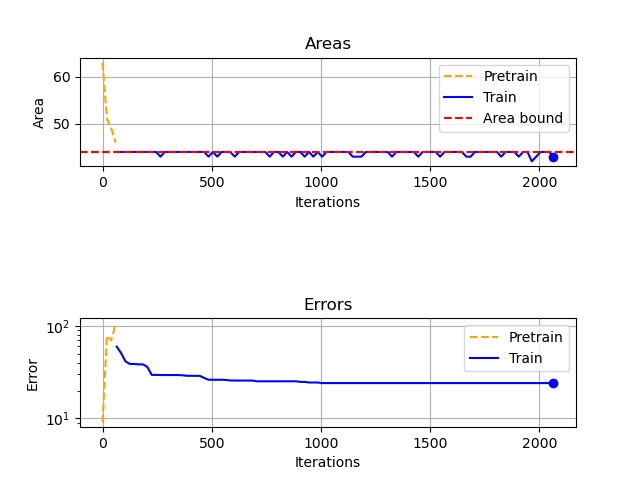 Areas
60
50
Area
Pretrain
Train
Area bound
0 500 1000 1500 2000
Iterations
Errors
10²
10¹
Error
Pretrain
Train
0 500 1000 1500 2000
Iterations